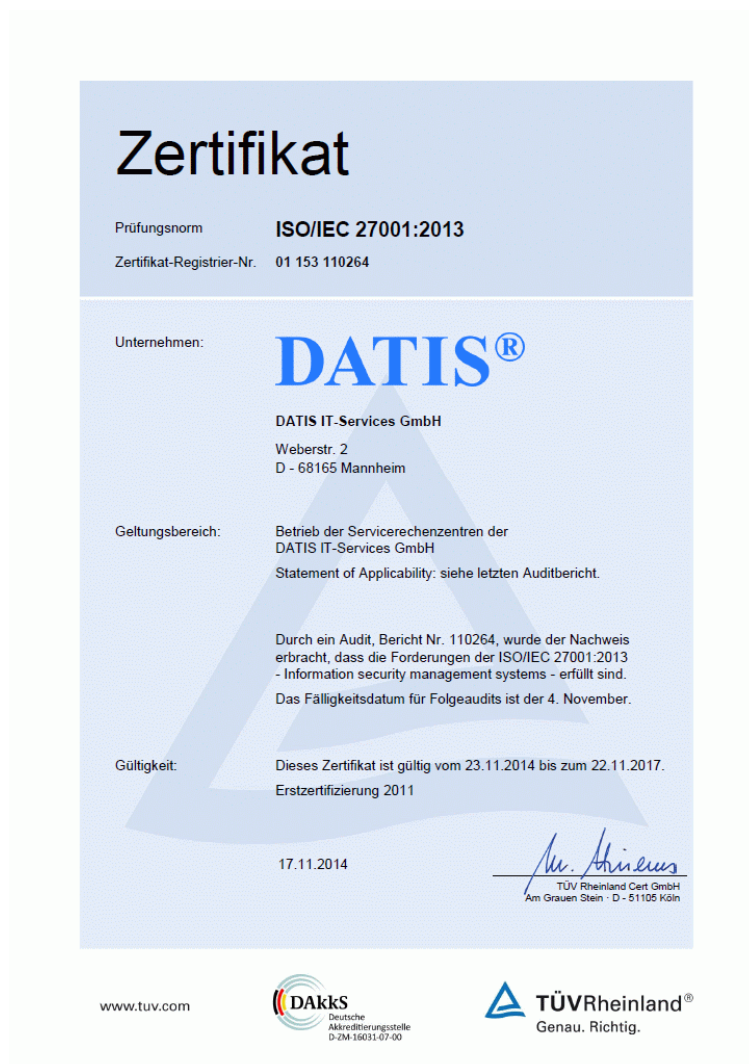 Zertifikat
Prüfungsnorm ISO/IEC 27001:2013
Zertifikat-Registrier-Nr. 01 153 110264
Unternehmen: DATIS®
DATIS IT-Services GmbH
Weberstr. 2
D - 68165 Mannheim
Geltungsbereich: Betrieb der Servicerechenzentren der
DATIS IT-Services GmbH
Statement of Applicability: siehe letzten Auditbericht.
Durch ein Audit, Bericht Nr. 110264, wurde der Nachweis
erbracht, dass die Forderungen der ISO/IEC 27001:2013
- Information security management systems - erfüllt sind.
Das Fälligkeitsdatum für Folgeaudits ist der 4. November.
Gültigkeit: Dieses Zertifikat ist gültig vom 23.11.2014 bis zum 22.11.2017.
Erstzertifizierung 2011
17.11.2014
TÜV Rheinland Cert GmbH
Am Grauen Stein · D - 51105 Köln
www.tuv.com
DAkkS
Deutsche
Akkreditierungsstelle
D-ZM-16031-07-00
TÜVRheinland®
Genau. Richtig.